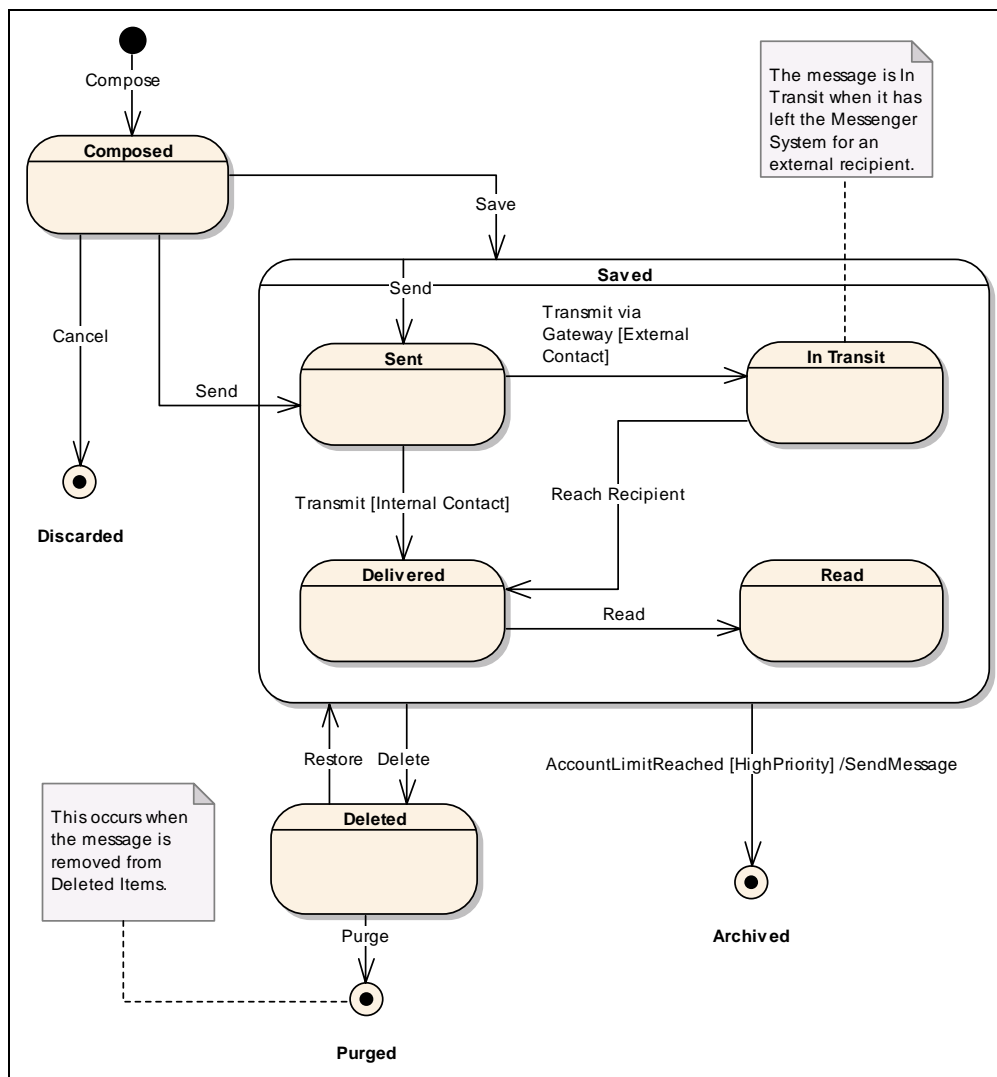 Compose
The message is In
Transit when it has
left the Messenger
System for an
external recipient.
Composed
Save
Saved
Send
Transmit via
Gateway [External
Contact]
Cancel
Sent
In Transit
Send
Transmit [Internal Contact]
Reach Recipient
Discarded
Delivered
Read
Read
Restore
Delete
AccountLimitReached [HighPriority] /SendMessage
This occurs when
the message is
removed from
Deleted Items.
Deleted
Purge
Archived
Purged